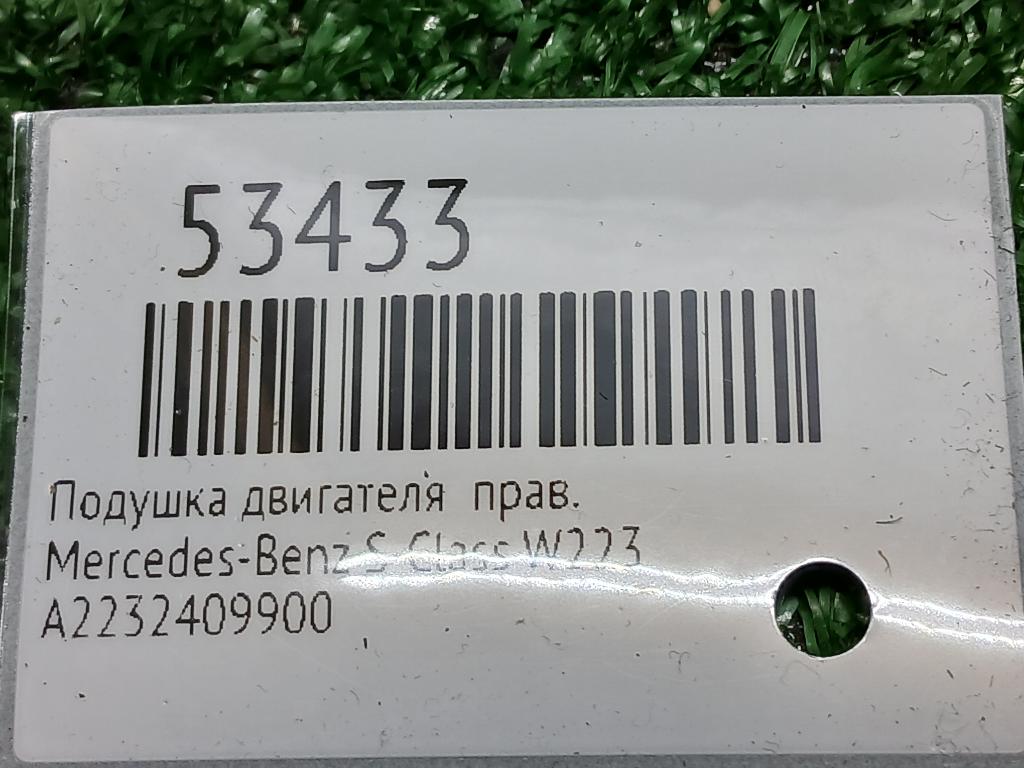 53433
Подушка двигателя прав.
Mercedes-Benz S-Class W223
A2232409900